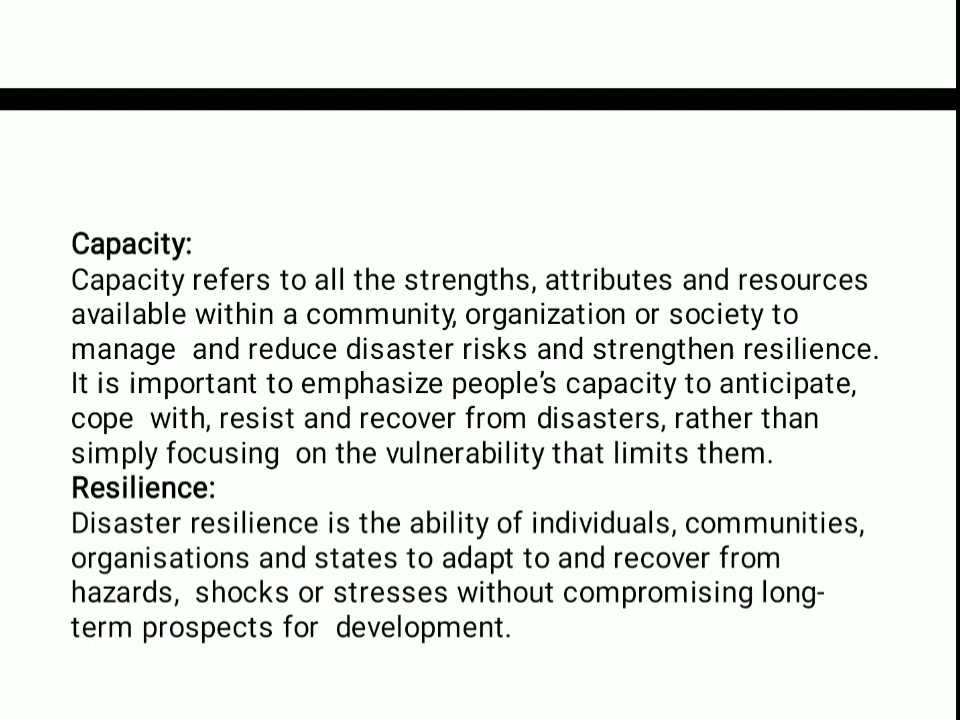 Capacity:
Capacity refers to all the strengths, attributes and resources
available within a community, organization or society to
manage  and reduce disaster risks and strengthen resilience.
It is important to emphasize people’s capacity to anticipate,
cope  with, resist and recover from disasters, rather than
simply focusing  on the vulnerability that limits them.
Resilience:
Disaster resilience is the ability of individuals, communities,
organisations and states to adapt to and recover from
hazards,  shocks or stresses without compromising long-
term prospects for  development.